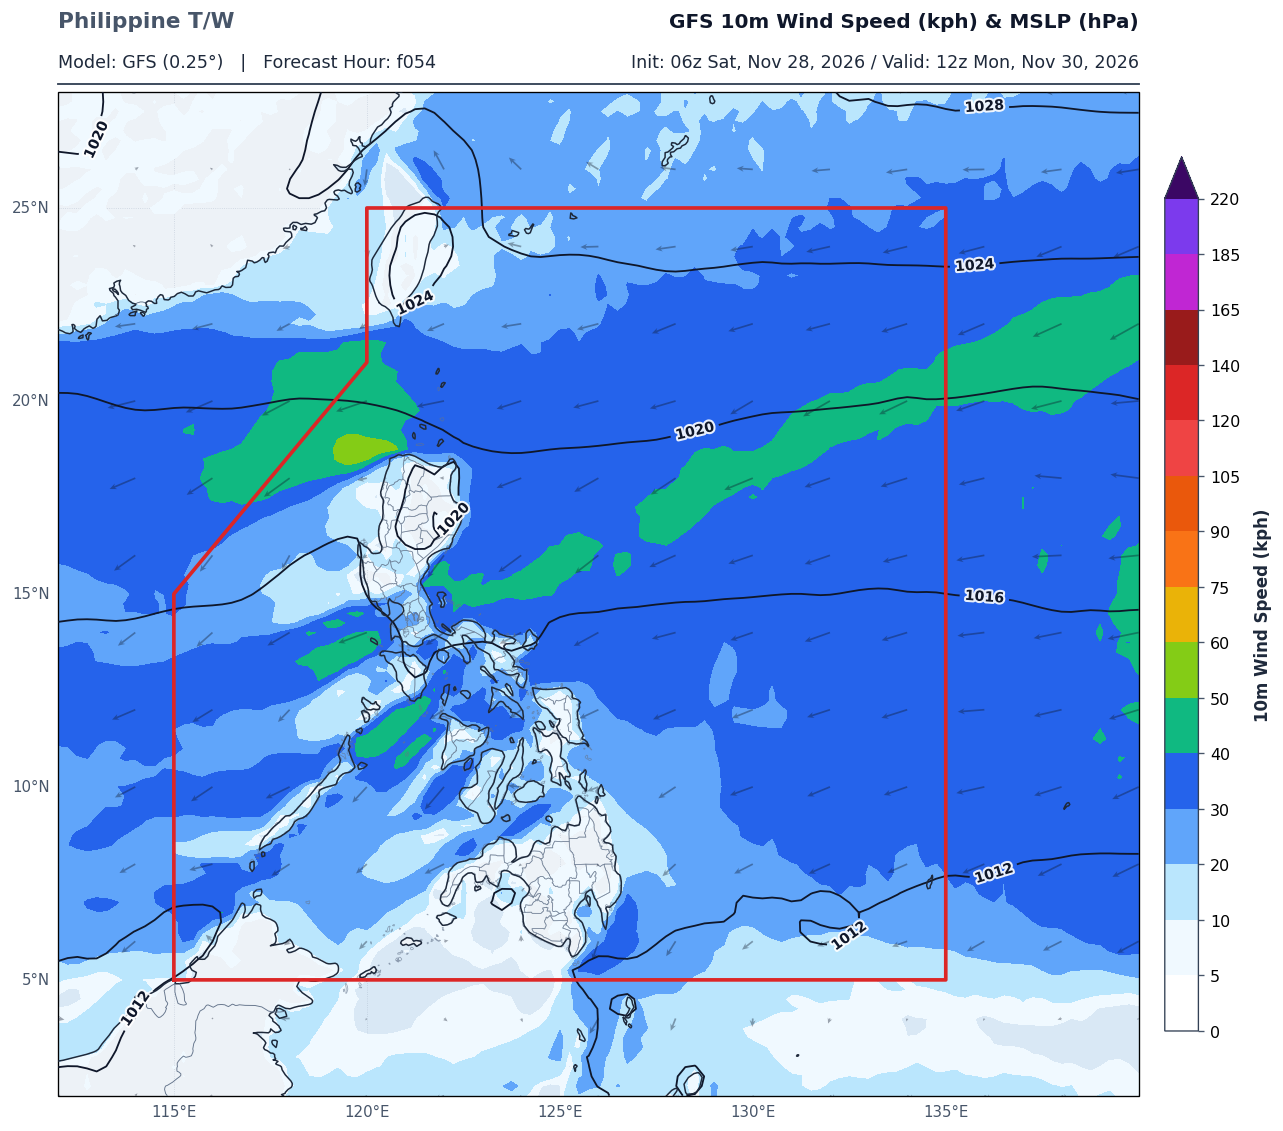 Philippine T/W
GFS 10m Wind Speed (kph) & MSLP (hPa)
Model: GFS (0.25°) | Forecast Hour: f054
Init: 06z Sat, Nov 28, 2026 / Valid: 12z Mon, Nov 30, 2026
1020
1028
1024
1024
1020
1020
1016
1012
1012
1012
25°N
20°N
15°N
10°N
5°N
115°E
120°E
125°E
130°E
135°E
220
185
165
140
120
105
90
75
60
50
40
30
20
10
5
0
10m Wind Speed (kph)